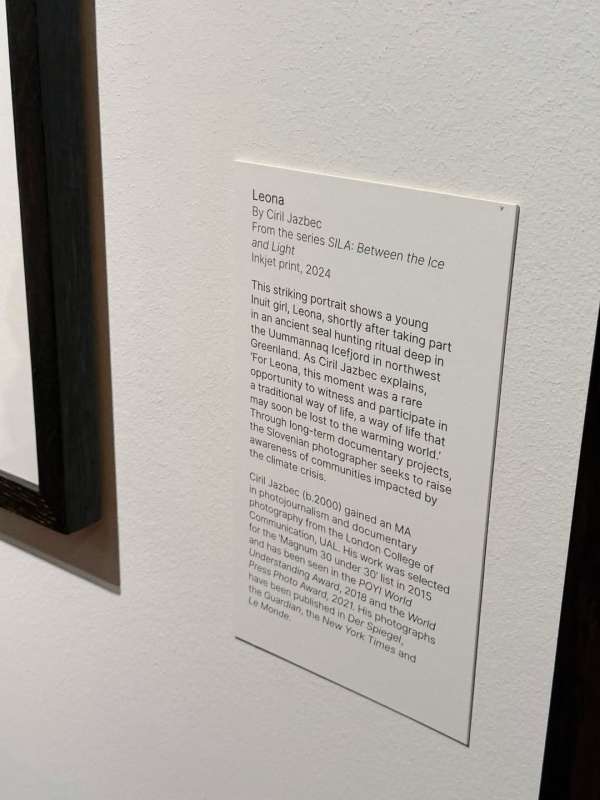 Leona
By Ciril Jazbec
From the series SILA: Between the Ice
and Light
Inkjet print, 2024
This striking portrait shows a young
Inuit girl, Leona, shortly after taking part
in an ancient seal hunting ritual deep in
the Uummannaq Icefjord in northwest
Greenland. As Ciril Jazbec explains,
'For Leona, this moment was a rare
opportunity to witness and participate in
a traditional way of life, a way of life that
may soon be lost to the warming world.'
Through long-term documentary projects,
the Slovenian photographer seeks to raise
awareness of communities impacted by
the climate crisis.
Ciril Jazbec (b.2000) gained an MA
in photojournalism and documentary
photography from the London College of
Communication, UAL. His work was selected
for the 'Magnum 30 under 30' list in 2015
and has been seen in the POYI World
Understanding Award, 2018 and the World
Press Photo Award, 2021. His photographs
have been published in Der Spiegel,
the Guardian, the New York Times and
Le Monde.